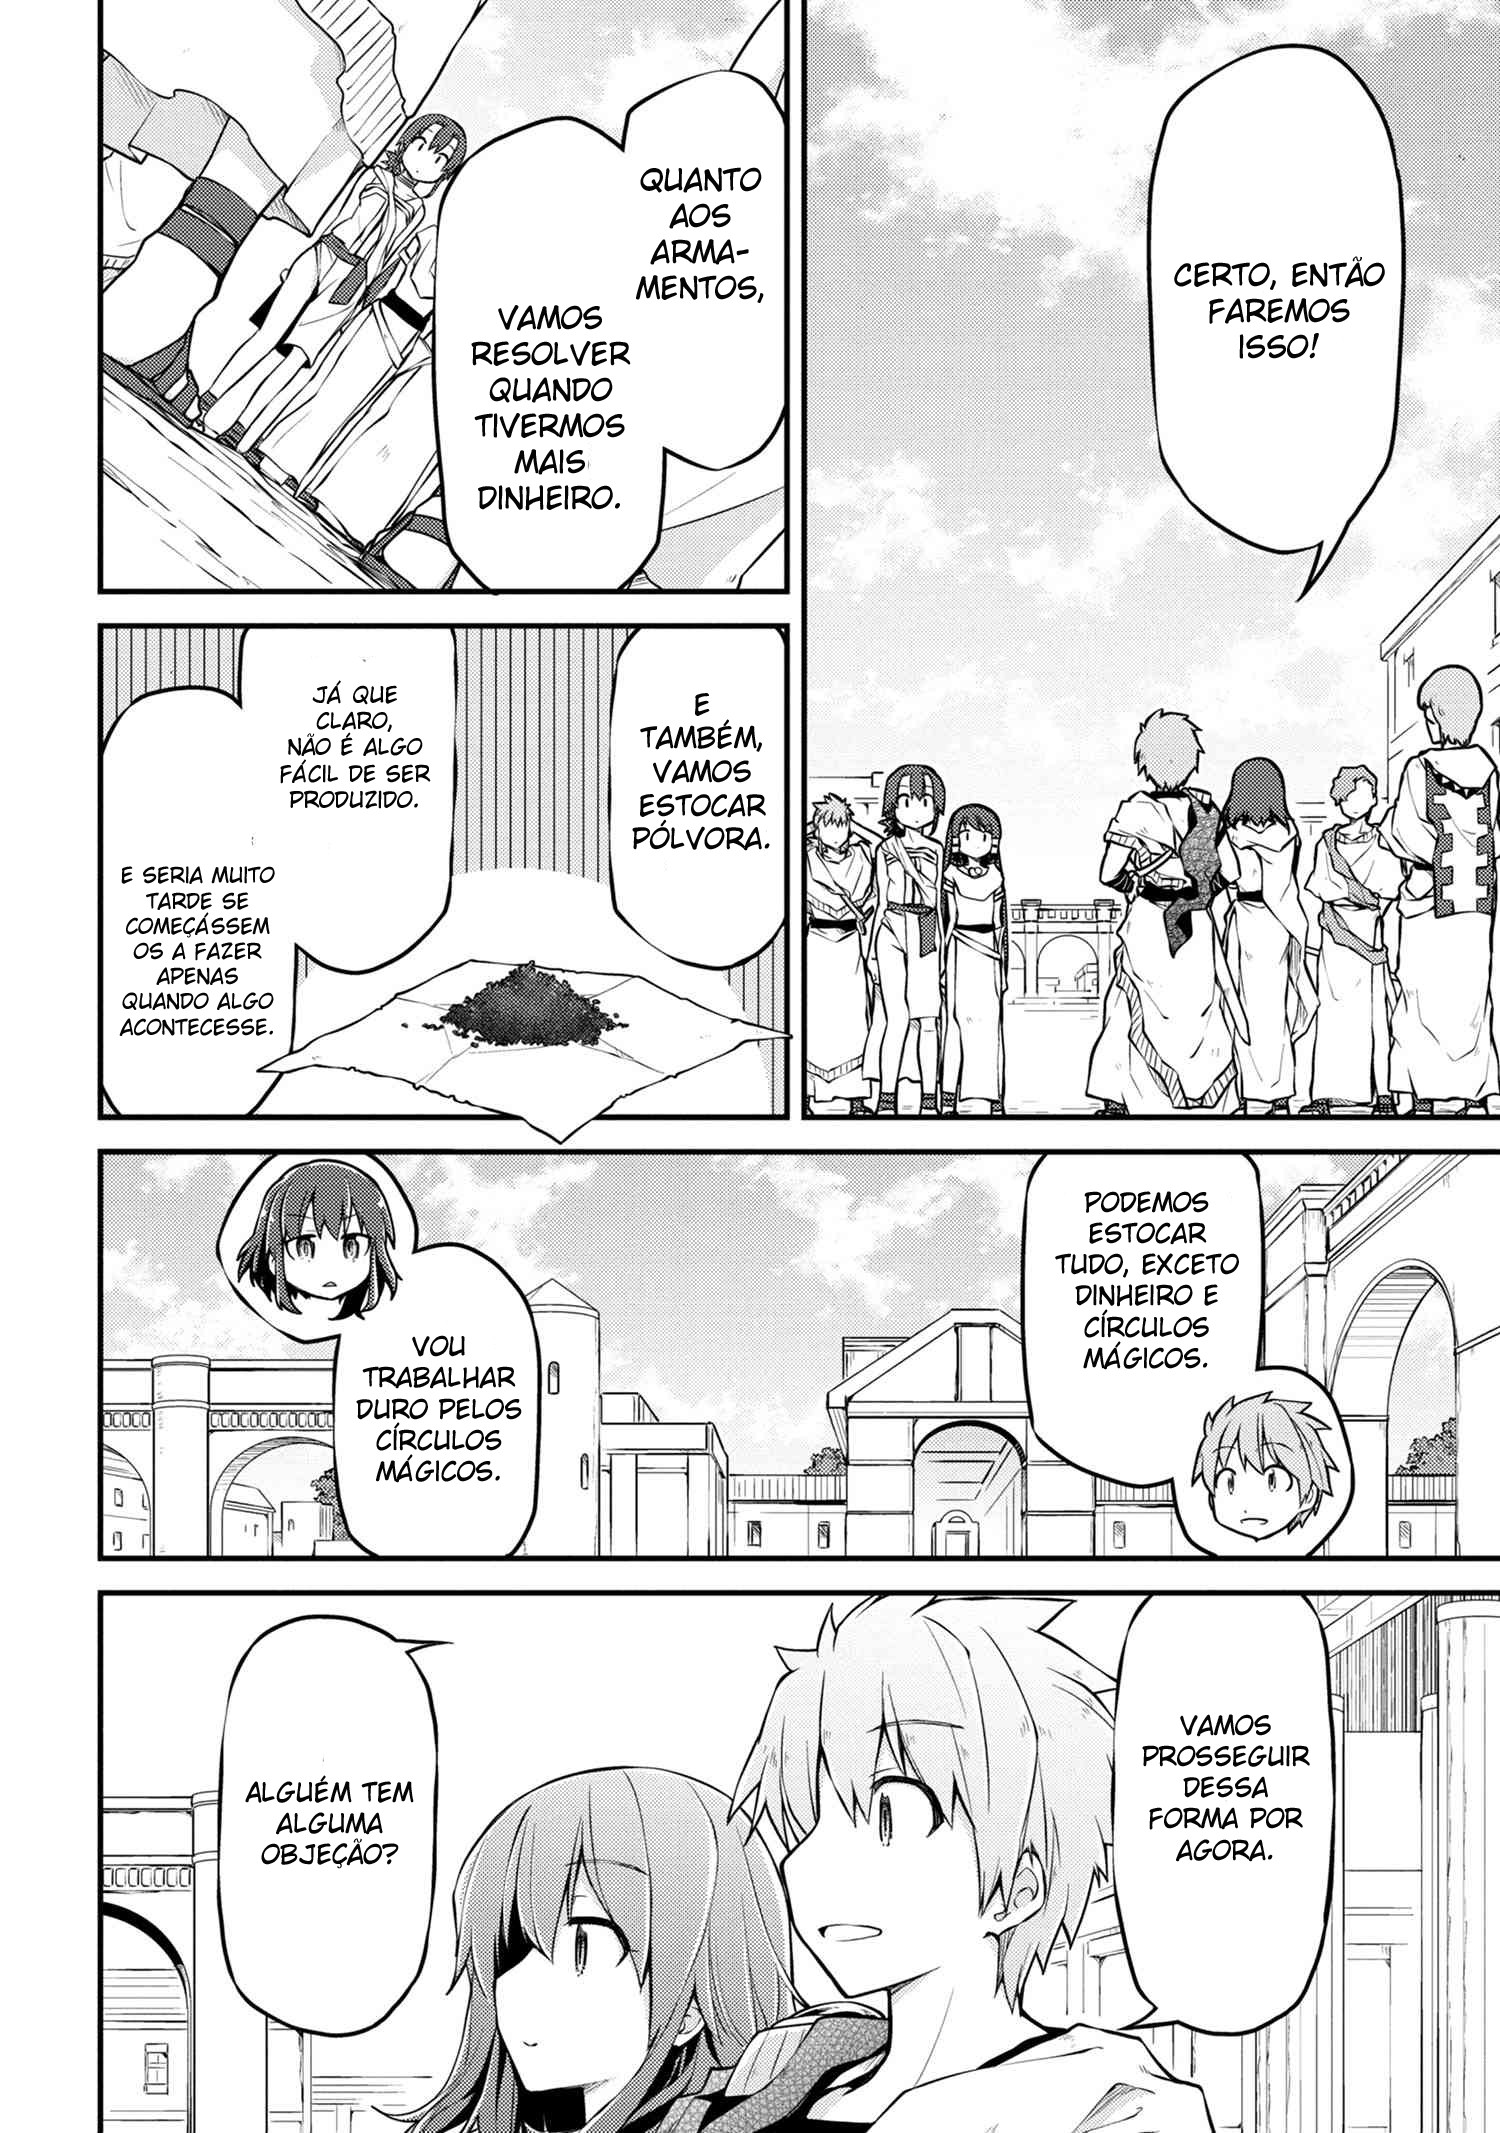 CERTO, ENTÃO
FAREMOS
ISSO!
QUANTO
AOS
ARMA-
MENTOS,
VAMOS
RESOLVER
QUANDO
TIVERMOS
MAIS
DINHEIRO.
E
TAMBÉM,
VAMOS
ESTOCAR
PÓLVORA.
JÁ QUE
CLARO,
NÃO É ALGO
FÁCIL DE SER
PRODUZIDO.
E SERIA MUITO
TARDE SE
COMEÇÁSSEM
OS A FAZER
APENAS
QUANDO ALGO
ACONTECESSE.
PODEMOS
ESTOCAR
TUDO, EXCETO
DINHEIRO E
CÍRCULOS
MÁGICOS.
VOU
TRABALHAR
DURO PELOS
CÍRCULOS
MÁGICOS.
VAMOS
PROSSEGUIR
DESSA
FORMA POR
AGORA.
ALGUÉM TEM
ALGUMA
OBJEÇÃO?